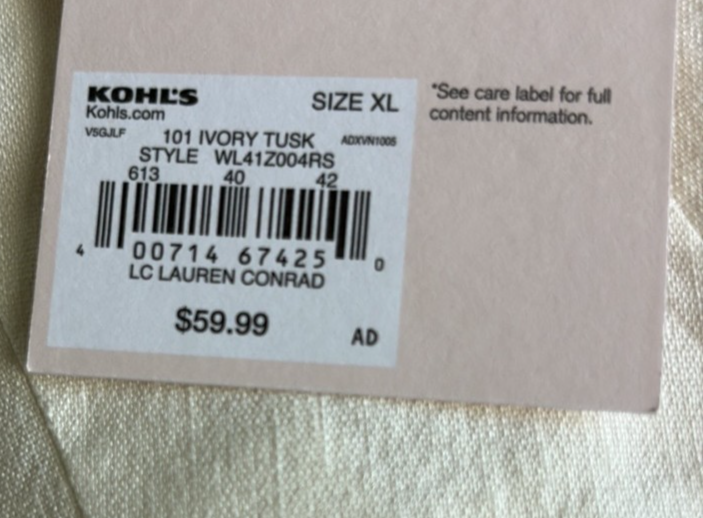 KOHL'S
SIZE XL
Kohls.com
V5GJLF 101 IVORY TUSK ADXVN1005
STYLE WL41Z004RS
613 40 42
4 00714 67425 0
LC LAUREN CONRAD
$59.99
AD
*See care label for full
content information.